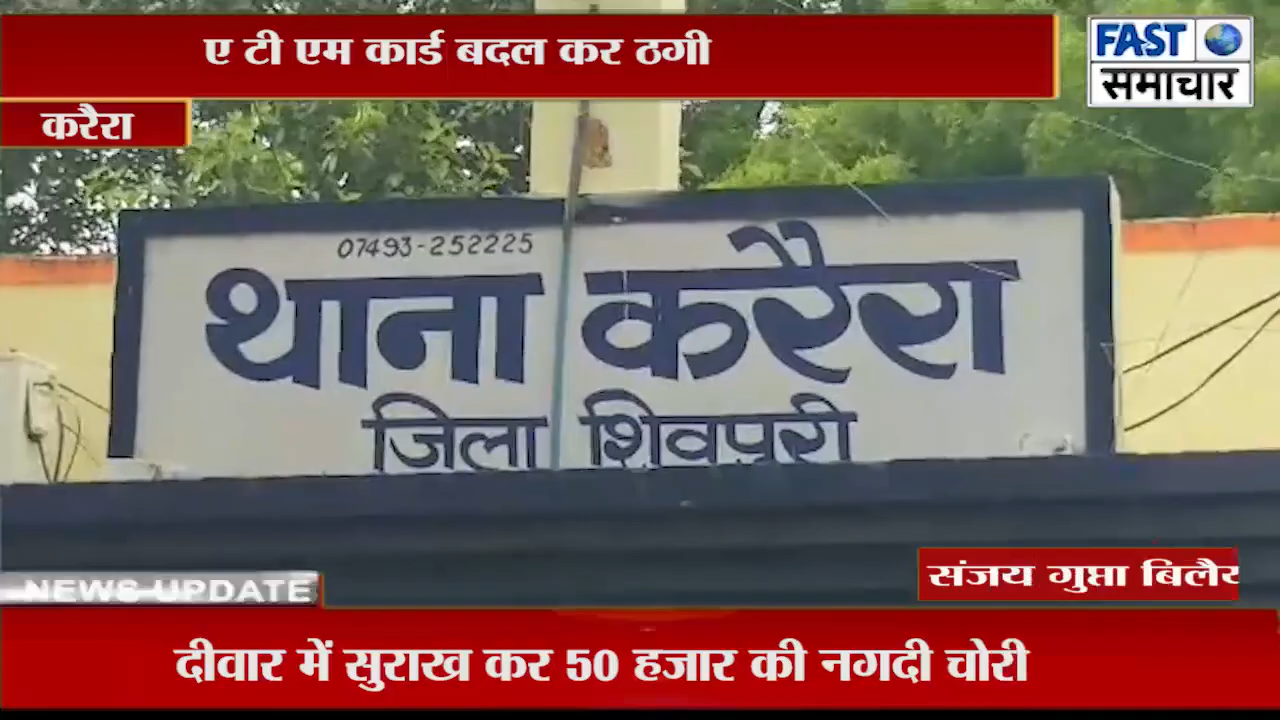 ए टी एम कार्ड बदल कर ठगी
FAST
समाचार
करैरा
07493-252225
थाना करैरा
जिला शिवपुरी
NEWS UPDATE
संजय गुप्ता
दीवार में सुराख कर 50 हजार की नगदी चोरी